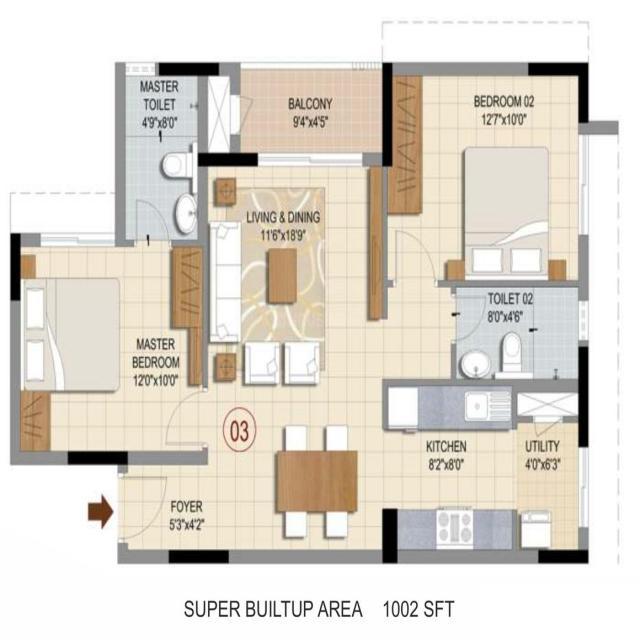 MASTER
TOILET
4'9"x8'0"
BALCONY
9'4"x4'5"
BEDROOM 02
12'7"x10'0"
LIVING & DINING
11'6"x18'9"
TOILET 02
8'0"x4'6"
MASTER
BEDROOM
12'0"x10'0"
03
KITCHEN
8'2"x8'0"
UTILITY
4'0"x6'3"
FOYER
5'3"x4'2"
SUPER BUILTUP AREA 1002 SFT